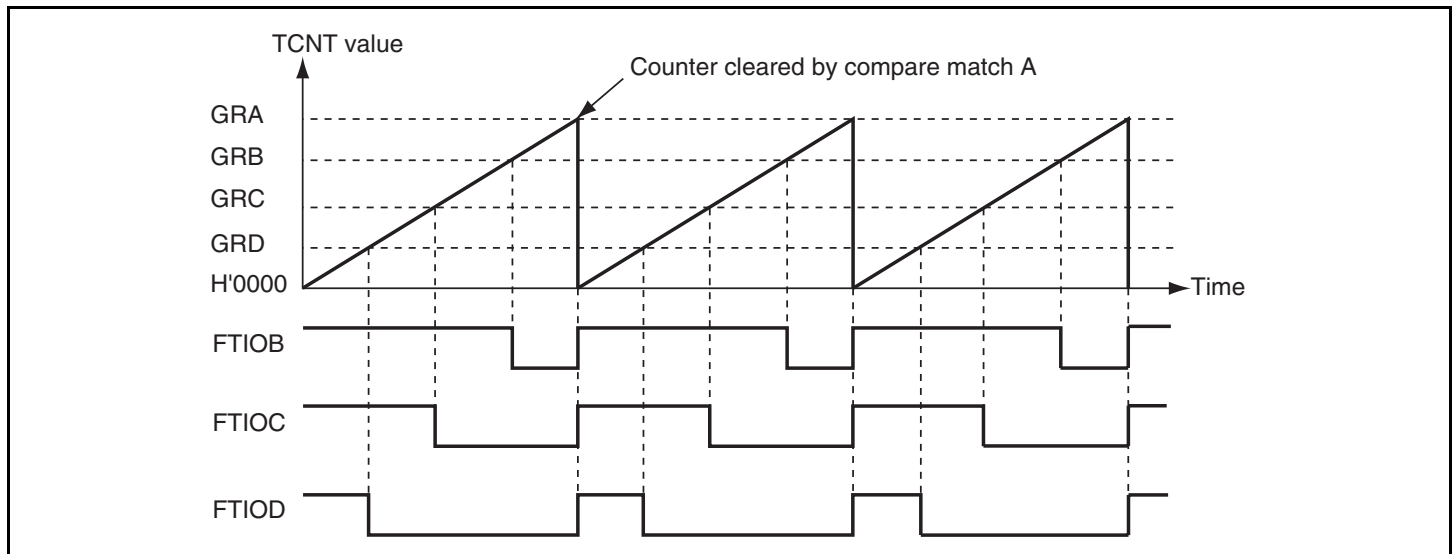 TCNT value
Counter cleared by compare match A
GRA
GRB
GRC
GRD
H'0000
Time
FTIOB
FTIOC
FTIOD